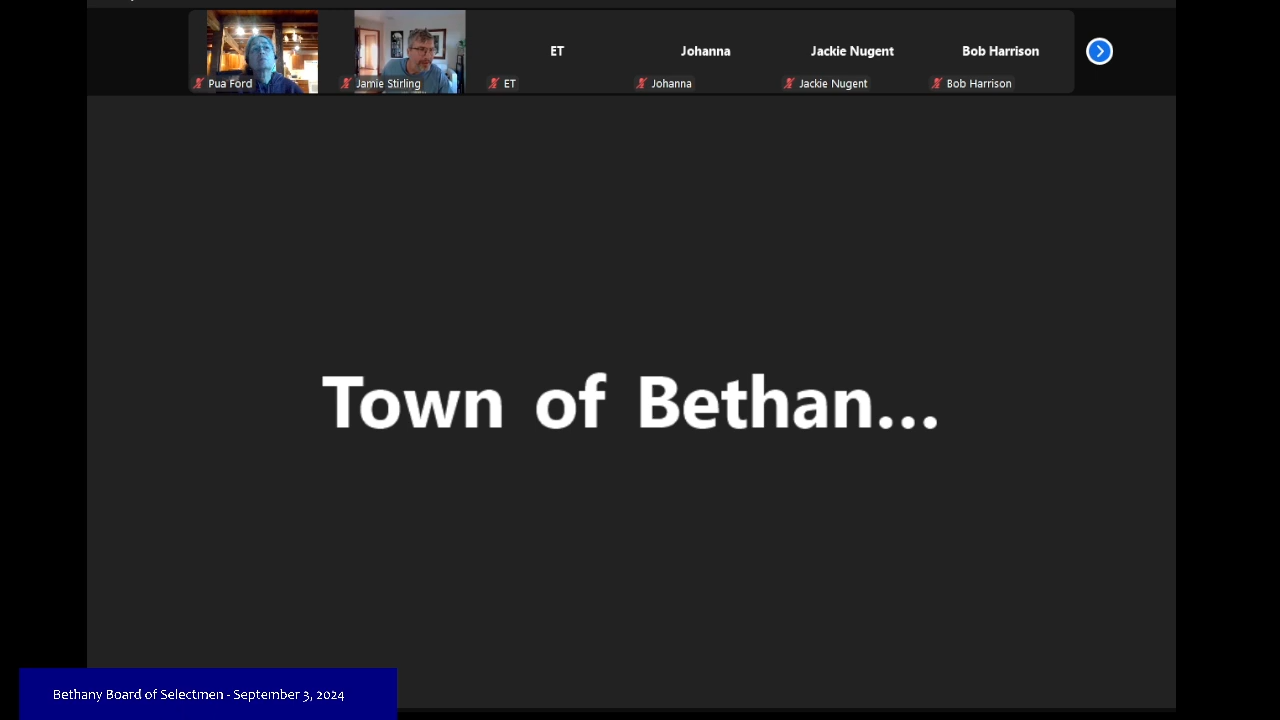 ET
Johanna
Jackie Nugent
Bob Harrison
Pua Ford
Jamie Stirling
ET
Johanna
Jackie Nugent
Bob Harrison
Town of Bethan...
Bethany Board of Selectmen - September 3, 2024